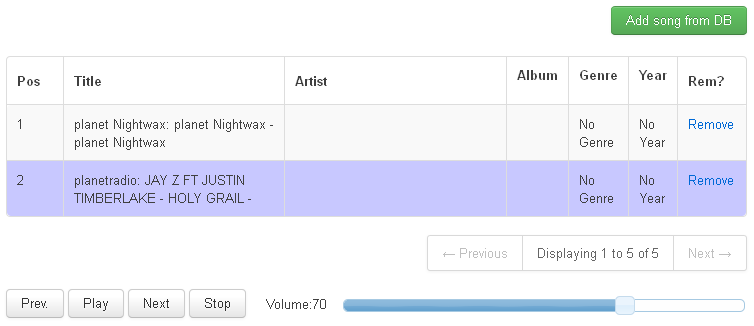 Add song from DB
Pos Title Artist Album Genre Year Rem?
1 planet Nightwax: planet Nightwax - No No Remove
planet Nightwax Genre Year
2 planetradio: JAY Z FT JUSTIN No No Remove
TIMBERLAKE - HOLY GRAIL - Genre Year
← Previous Displaying 1 to 5 of 5 Next →
Prev. Play Next Stop Volume:70